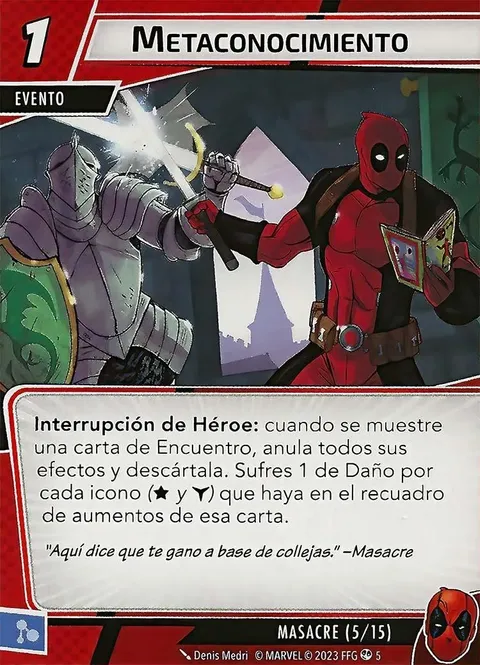 1
METACONOCIMIENTO
EVENTO
Interrupción de Héroe: cuando se muestre
una carta de Encuentro, anula todos sus
efectos y descártala. Sufres 1 de Daño por
cada icono (★ y ) que haya en el recuadro
de aumentos de esa carta.
"Aquí dice que te gano a base de collejas." –Masacre
MASACRE (5/15)
Denis Medri © MARVEL © 2023 FFG 5